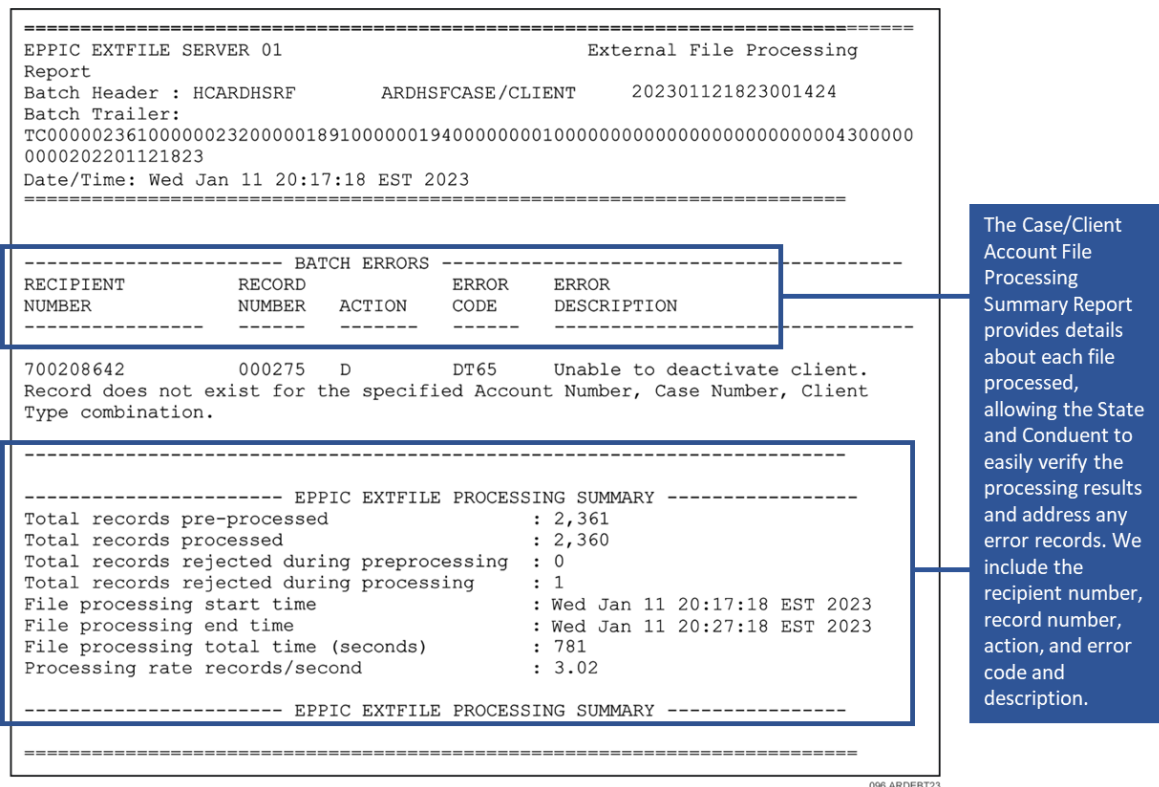 ==================================================================================
EPPIC EXTFILE SERVER 01 External File Processing
Report
Batch Header : HCARDHSRF ARDHSFCASE/CLIENT 202301121823001424
Batch Trailer:
TC00000236100000023200000189100000019400000000010000000000000000000000000004300000
0000202201121823
Date/Time: Wed Jan 11 20:17:18 EST 2023
=========================================================================
----------------------- BATCH ERRORS -----------------------------------------
RECIPIENT RECORD ERROR ERROR
NUMBER NUMBER ACTION CODE DESCRIPTION
---------------- ------ ------- ------ --------------------------------
700208642 000275 D DT65 Unable to deactivate client.
Record does not exist for the specified Account Number, Case Number, Client
Type combination.
-------------------------------------------------------------------------
----------------------- EPPIC EXTFILE PROCESSING SUMMARY -----------------
Total records pre-processed : 2,361
Total records processed : 2,360
Total records rejected during preprocessing : 0
Total records rejected during processing : 1
File processing start time : Wed Jan 11 20:17:18 EST 2023
File processing end time : Wed Jan 11 20:27:18 EST 2023
File processing total time (seconds) : 781
Processing rate records/second : 3.02
----------------------- EPPIC EXTFILE PROCESSING SUMMARY ----------------
==========================================================================
The Case/Client
Account File
Processing
Summary Report
provides details
about each file
processed,
allowing the State
and Conduent to
easily verify the
processing results
and address any
error records. We
include the
recipient number,
record number,
action, and error
code and
description.
096 ARDEBT23